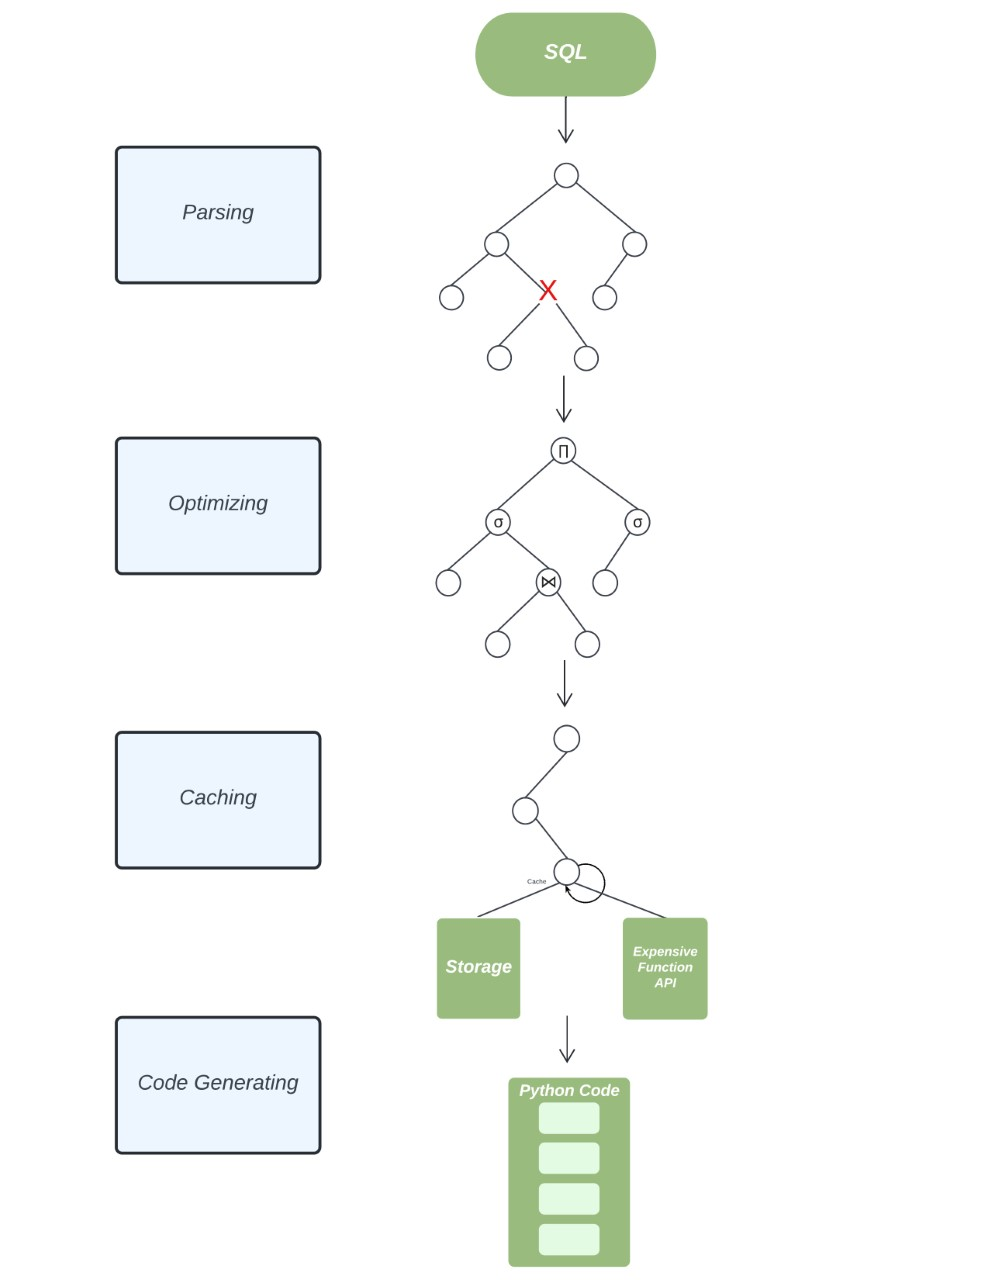 SQL
Parsing
X
Optimizing
Π
σ
σ
⋈
Caching
Cache
Storage
Expensive
Function
API
Code Generating
Python Code